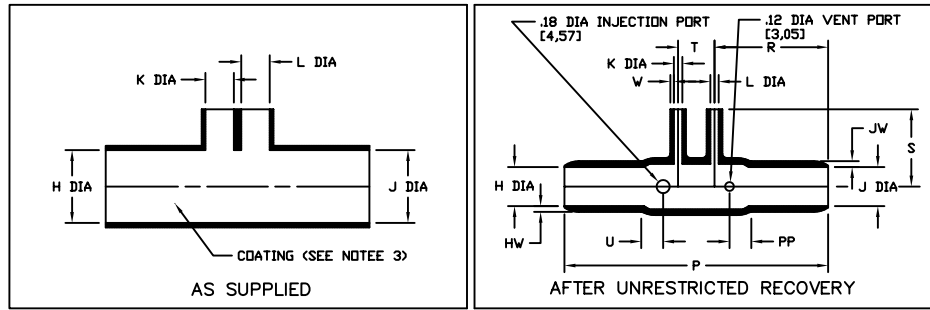 K DIA
L DIA
H DIA
J DIA
COATING (SEE NOTEE 3)
AS SUPPLIED
.18 DIA INJECTION PORT
[4,57]
.12 DIA VENT PORT
[3,05]
T
R
K DIA
W
L DIA
JW
S
H DIA
J DIA
HW
U
PP
P
AFTER UNRESTRICTED RECOVERY